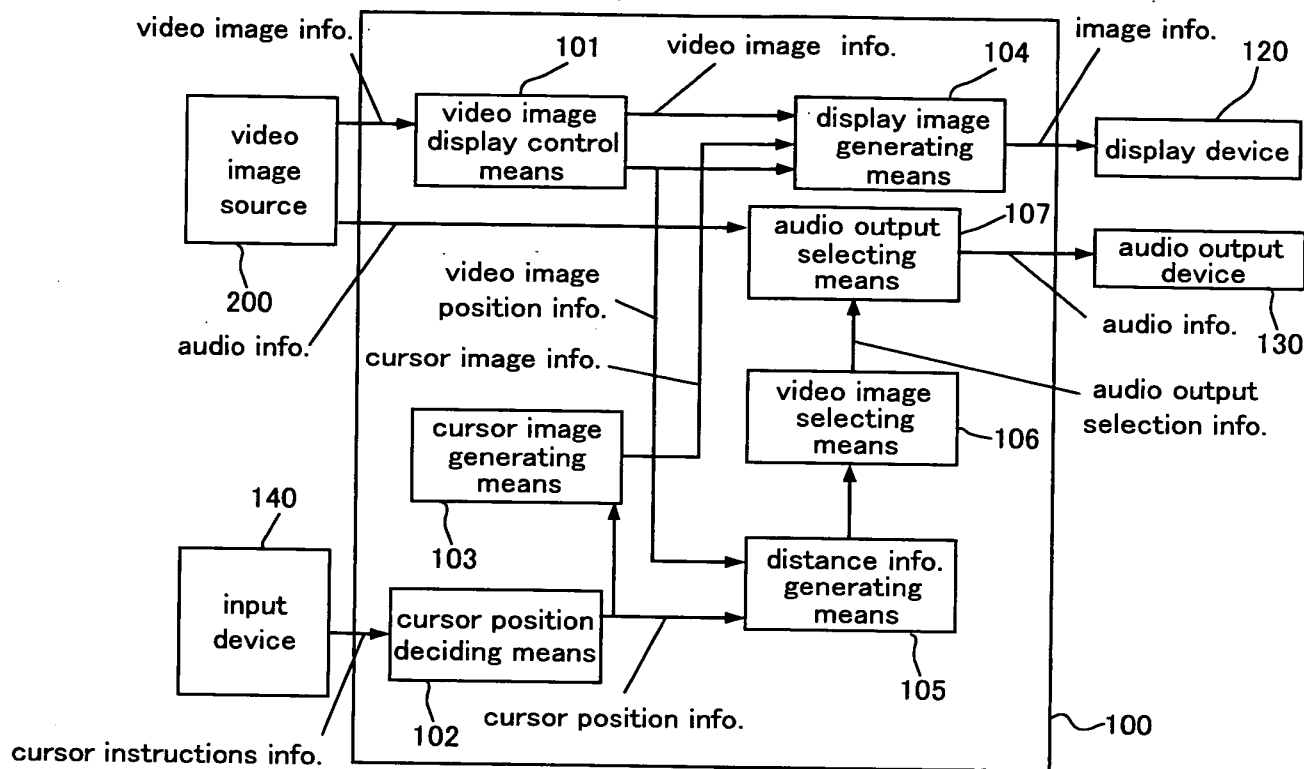 video image info.
101
video image info.
104
image info.
120
video
image
source
video image
display control
means
display image
generating
means
display device
200
audio info.
107
audio output
selecting
means
audio output
device
130
video image
position info.
cursor image info.
audio info.
video image
selecting
means
106
audio output
selection info.
cursor image
generating
means
103
140
input
device
cursor position
deciding means
102
distance info.
generating
means
105
cursor position info.
100
cursor instructions info.